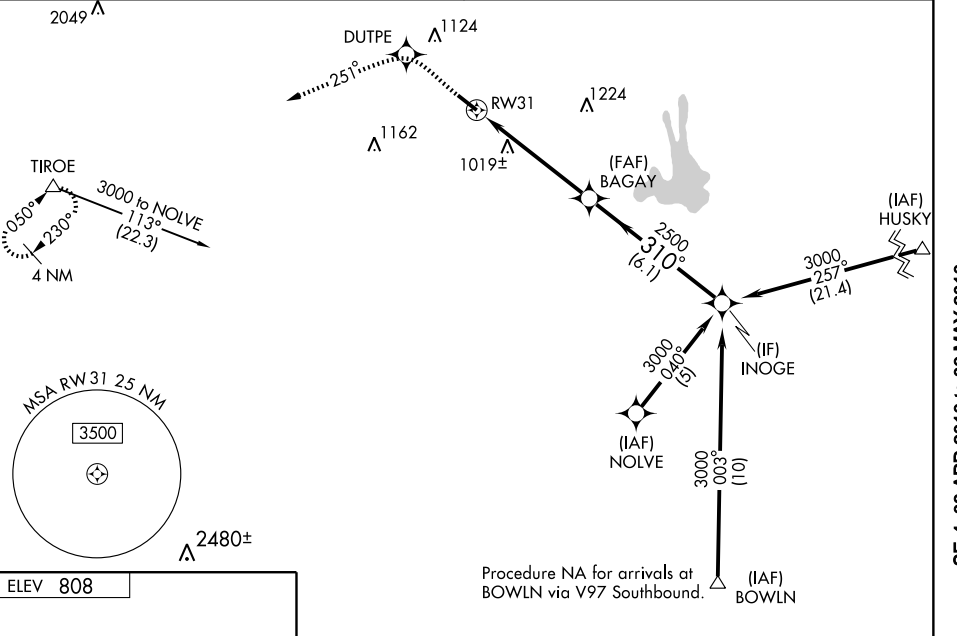 2049
1124
DUTPE
251°
RW31
1224
1162
1019±
(FAF)
BAGAY
TIROE
3000 to NOLVE
113°
(22.3)
050°
230°
4 NM
(IAF)
HUSKY
2500
310°
(6.1)
3000
257°
(21.4)
(IF)
INOGE
3000
040°
(5)
(IAF)
NOLVE
MSA RW31 25 NM
3500
3000
003°
(10)
2480±
ELEV 808
Procedure NA for arrivals at
BOWLN via V97 Southbound.
(IAF)
BOWLN